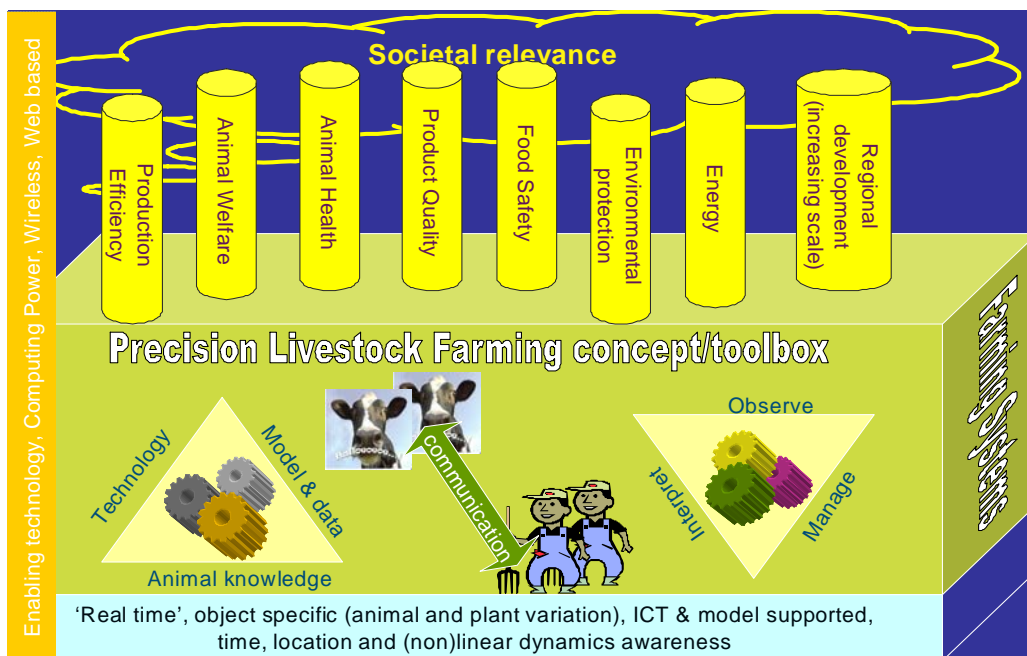 Enabling technology, Computing Power, Wireless, Web based
Societal relevance
Production
Efficiency
Animal Welfare
Animal Health
Product Quality
Food Safety
Environmental
protection
Energy
Regional
development
(increasing scale)
Precision Livestock Farming concept/toolbox
Farming Systems
Technology
Model & data
Animal knowledge
communication
Observe
Interpret
Manage
‘Real time’, object specific (animal and plant variation), ICT & model supported,
time, location and (non)linear dynamics awareness